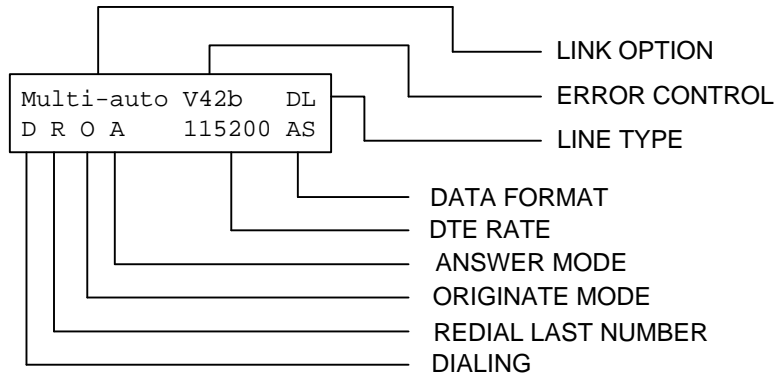 LINK OPTION
Multi-auto V42b DL
ERROR CONTROL
D R O A 115200 AS
LINE TYPE
DATA FORMAT
DTE RATE
ANSWER MODE
ORIGINATE MODE
REDIAL LAST NUMBER
DIALING